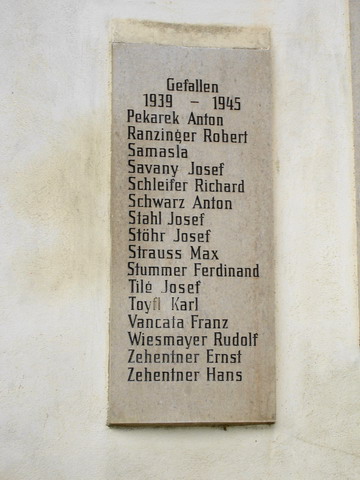 Gefallen
1939 – 1945
Pekarek Anton
Ranzinger Robert
Samasla
Savany Josef
Schleifer Richard
Schwarz Anton
Stahl Josef
Stöhr Josef
Strauss Max
Stummer Ferdinand
Tilg Josef
Toyfl Karl
Vancata Franz
Wiesmayer Rudolf
Zehentner Ernst
Zehentner Hans